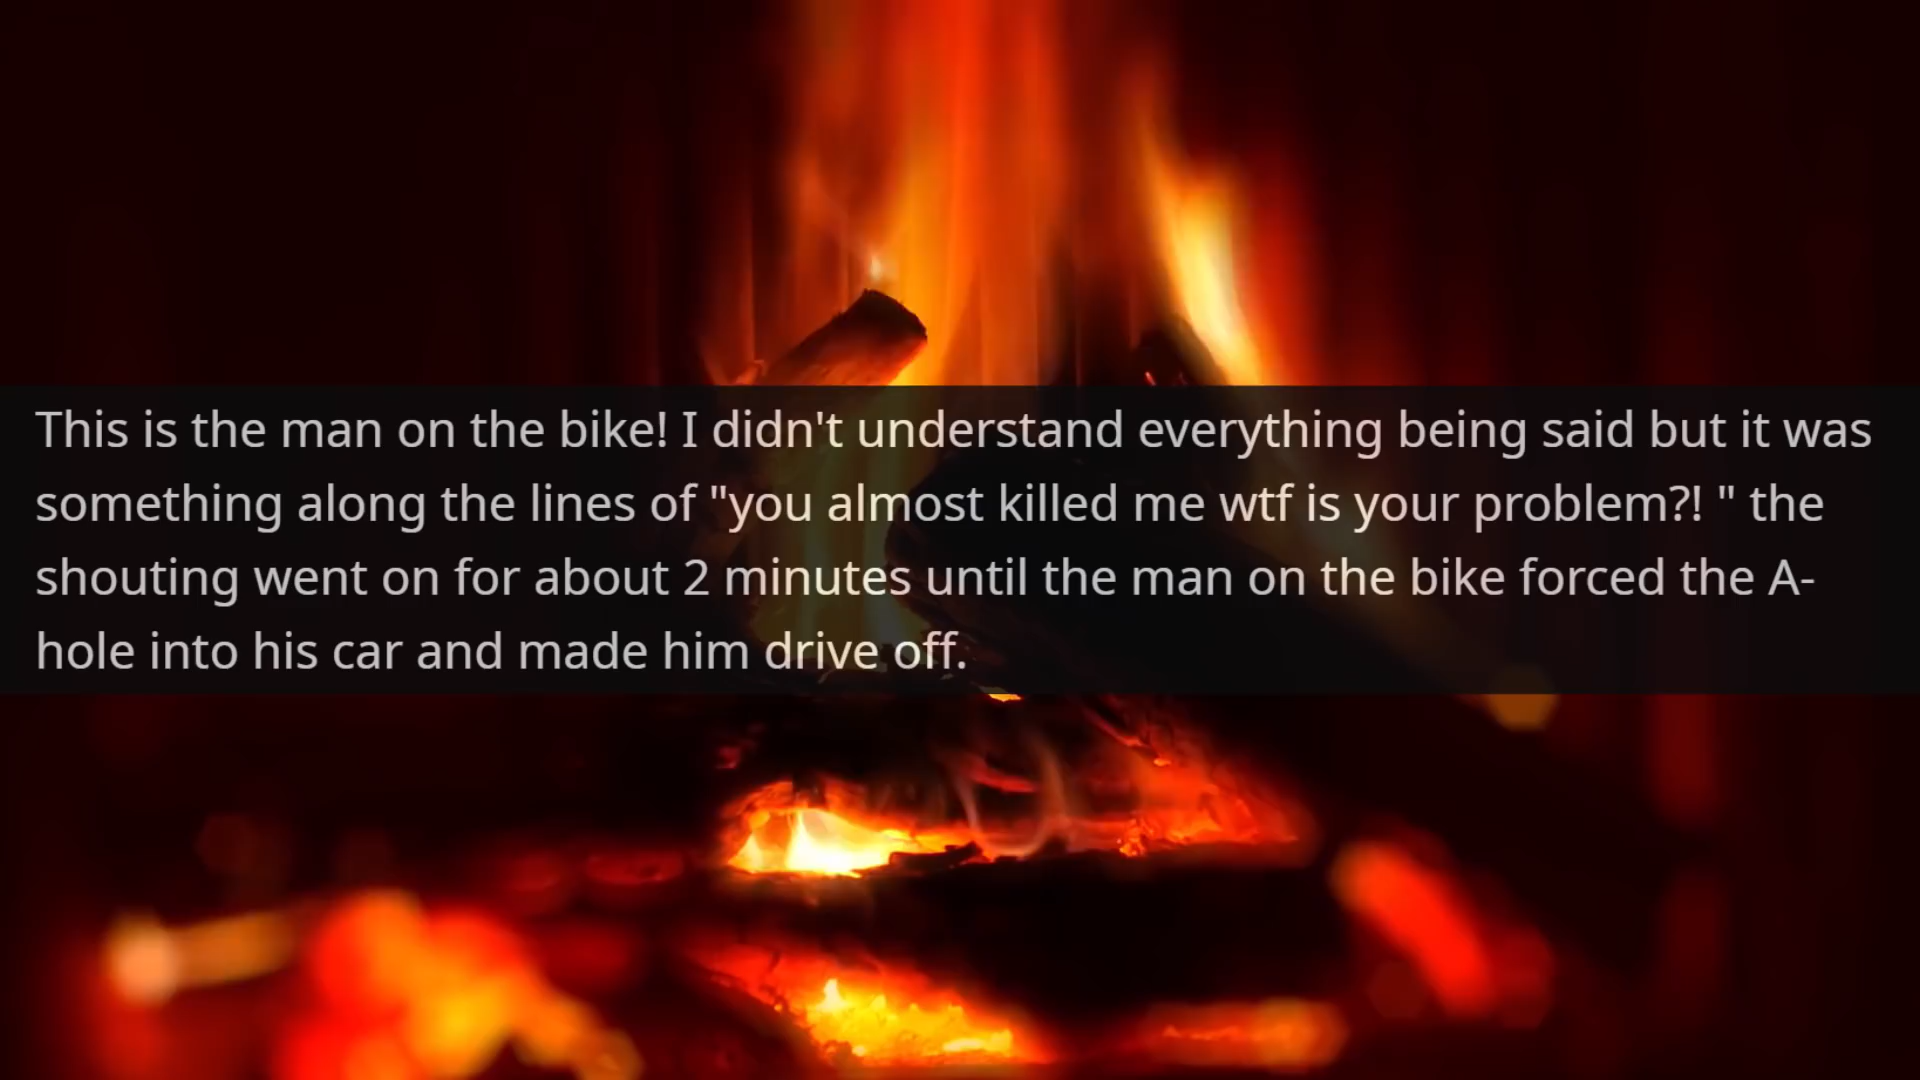 This is the man on the bike! I didn't understand everything being said but it was
something along the lines of "you almost killed me wtf is your problem?! " the
shouting went on for about 2 minutes until the man on the bike forced the A-
hole into his car and made him drive off.